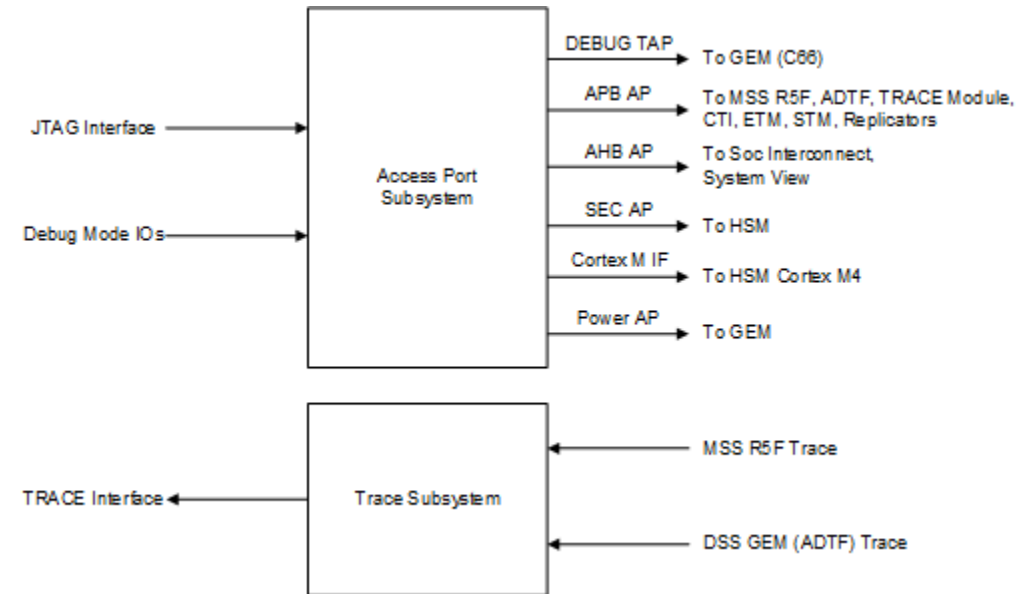 DEBUG TAP
To GEM (C66)
APB AP
To MSS R5F, ADTF, TRACE Module,
CTI, ETM, STM, Replicators
JTAG Interface
AHB AP
To Soc Interconnect,
System View
Access Port
Subsystem
SEC AP
To HSM
Debug Mode IOs
Cortex M IF
To HSM Cortex M4
Power AP
To GEM
MSS R5F Trace
TRACE Interface
Trace Subsystem
DSS GEM (ADTF) Trace